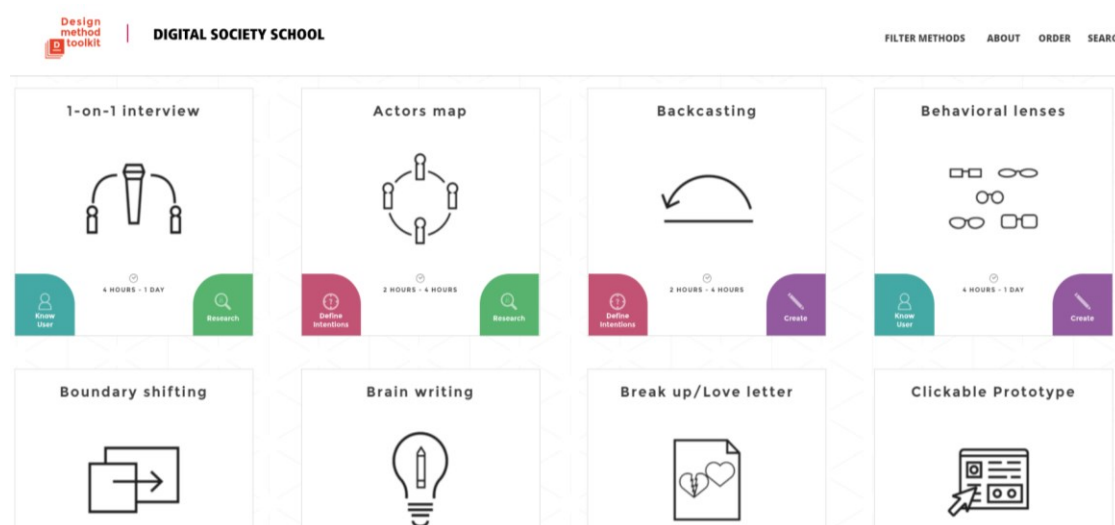 Design
method
toolkit
DIGITAL SOCIETY SCHOOL
FILTER METHODS ABOUT ORDER SEARC
1-on-1 interview
4 HOURS - 1 DAY
Know
User
Research
Actors map
2 HOURS - 4 HOURS
Define
Intentions
Research
Backcasting
2 HOURS - 4 HOURS
Define
Intentions
Create
Behavioral lenses
4 HOURS - 1 DAY
Know
User
Create
Boundary shifting
Brain writing
Break up/Love letter
Clickable Prototype